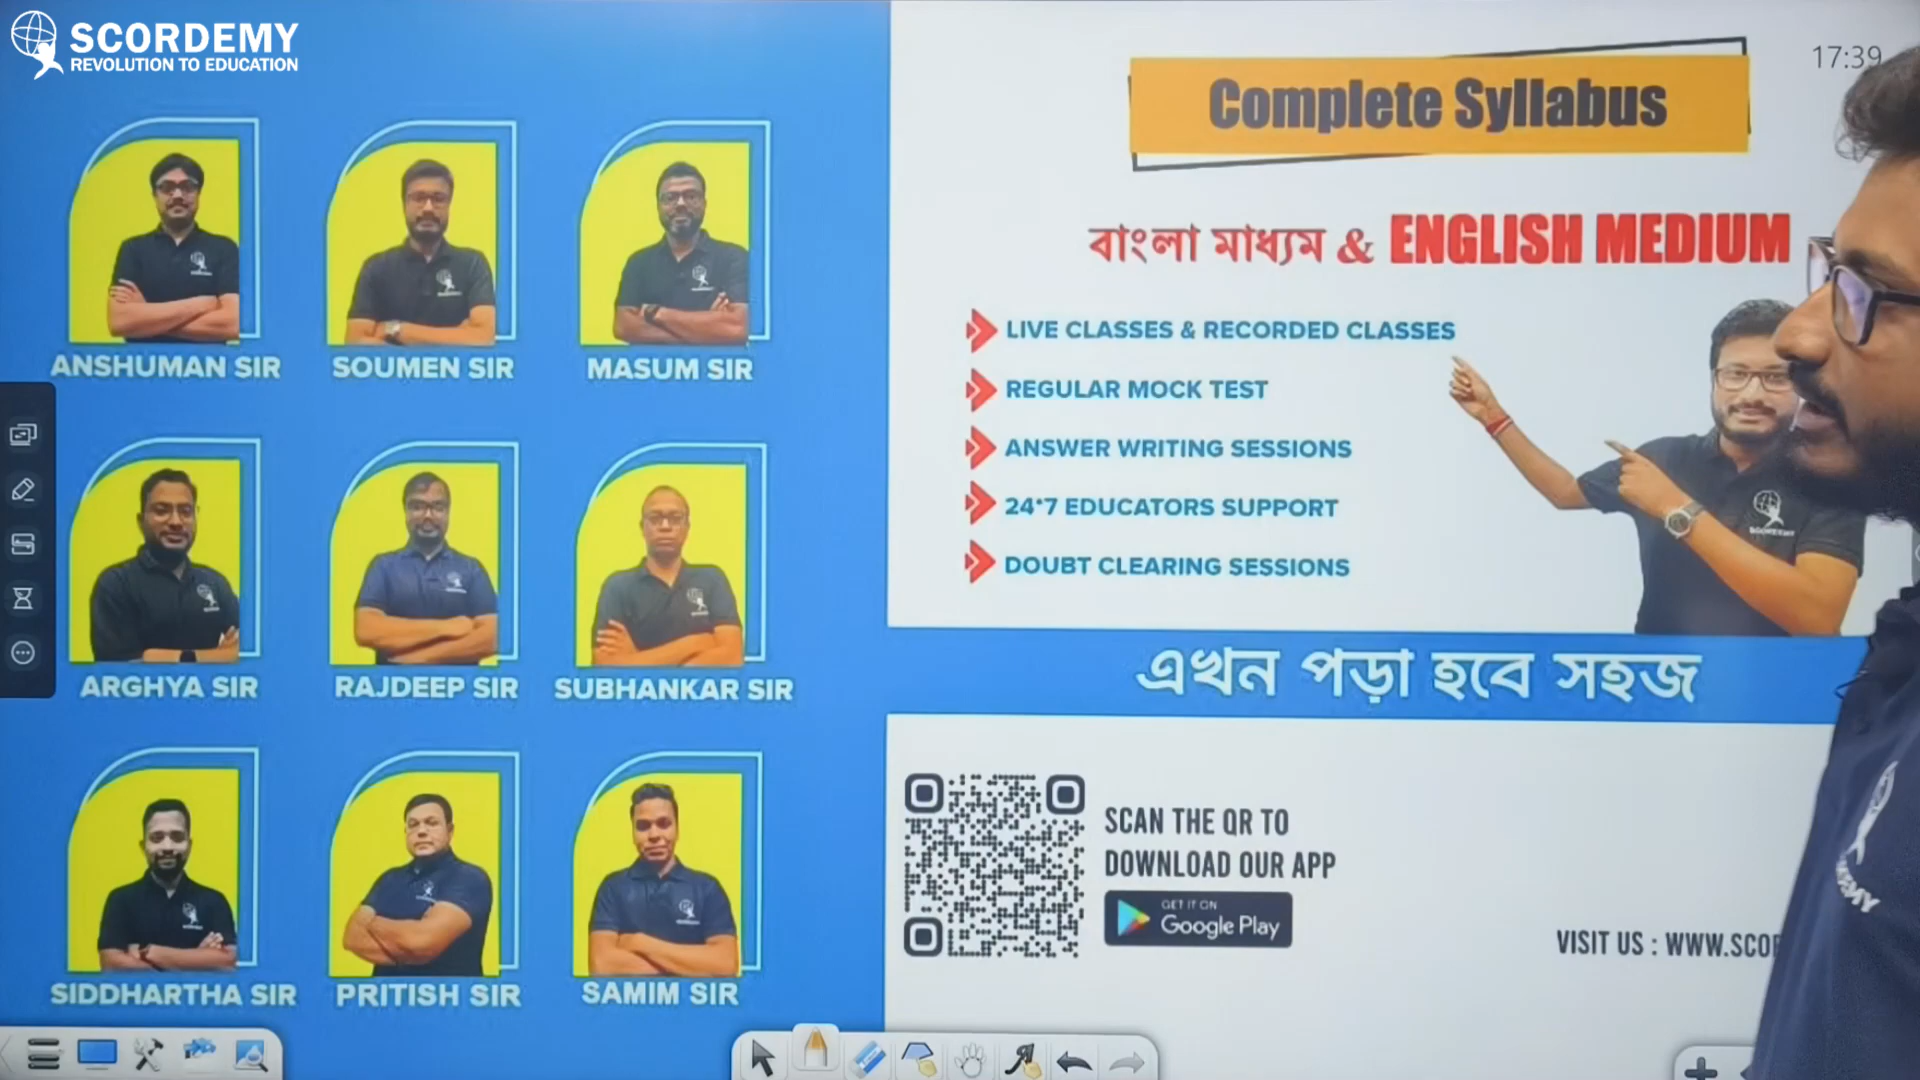 SCORDEMY
REVOLUTION TO EDUCATION
ANSHUMAN SIR
SOUMEN SIR
MASUM SIR
ARGHYA SIR
RAJDEEP SIR
SUBHANKAR SIR
SIDDHARTHA SIR
PRITISH SIR
SAMIM SIR
17:39
Complete Syllabus
বাংলা মাধ্যম & ENGLISH MEDIUM
LIVE CLASSES & RECORDED CLASSES
REGULAR MOCK TEST
ANSWER WRITING SESSIONS
24*7 EDUCATORS SUPPORT
DOUBT CLEARING SESSIONS
এখন পড়া হবে সহজ
SCAN THE QR TO
DOWNLOAD OUR APP
GET IT ON
Google Play
VISIT US :